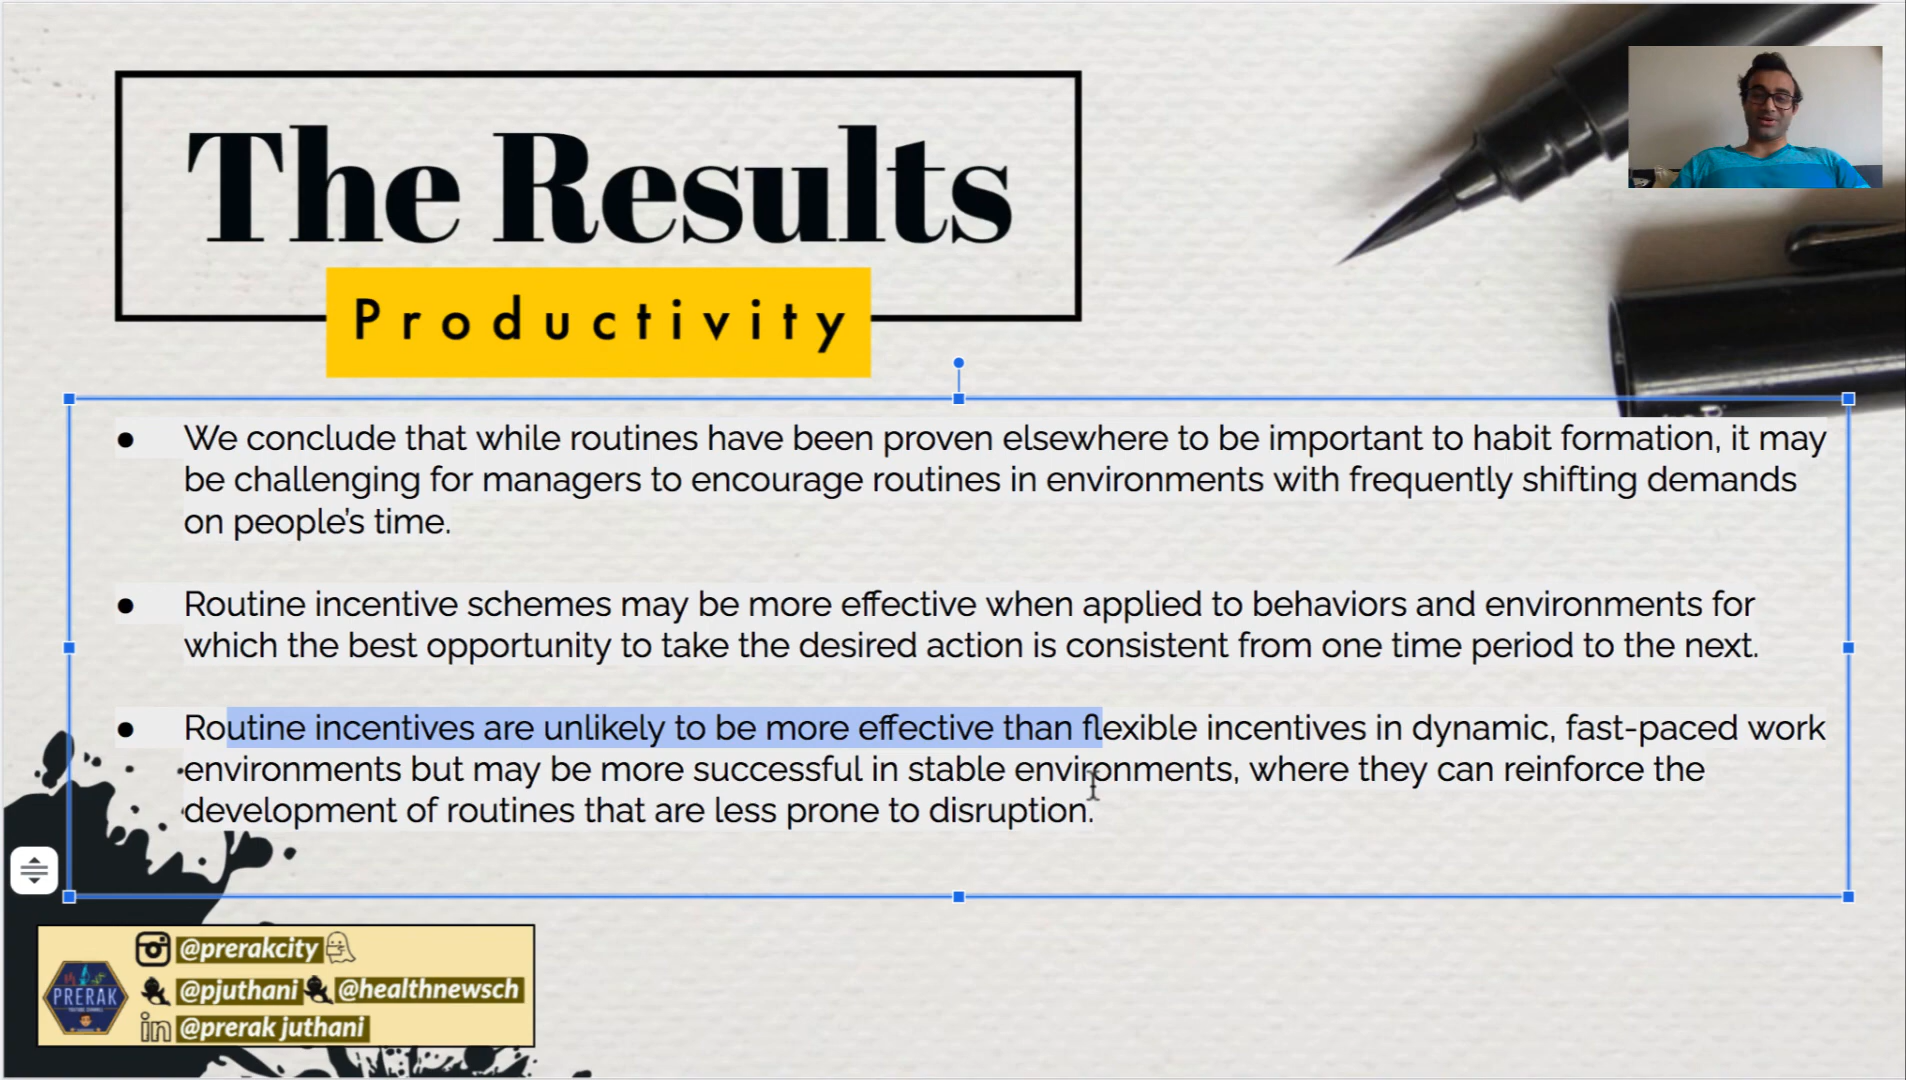 The Results
Productivity
● We conclude that while routines have been proven elsewhere to be important to habit formation, it may
be challenging for managers to encourage routines in environments with frequently shifting demands
on people's time.
● Routine incentive schemes may be more effective when applied to behaviors and environments for
which the best opportunity to take the desired action is consistent from one time period to the next.
● Routine incentives are unlikely to be more effective than flexible incentives in dynamic, fast-paced work
environments but may be more successful in stable environments, where they can reinforce the
development of routines that are less prone to disruption.
@prerakcity
@pjuthani @healthnewsch
in @prerak juthani
PRERAK